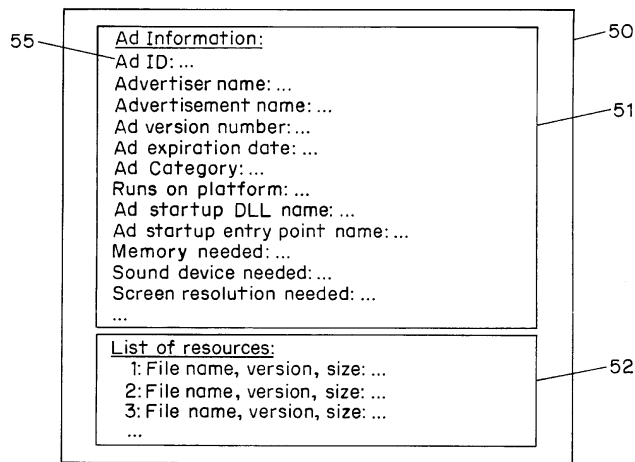 Ad Information:
55
Ad ID: ...
50
Advertiser name: ...
Advertisement name: ...
51
Ad version number: ...
Ad expiration date: ...
Ad Category: ...
Runs on platform: ...
Ad startup DLL name: ...
Ad startup entry point name: ...
Memory needed: ...
Sound device needed: ...
Screen resolution needed: ...
...
List of resources:
52
1: File name, version, size: ...
2: File name, version, size: ...
3: File name, version, size: ...
...